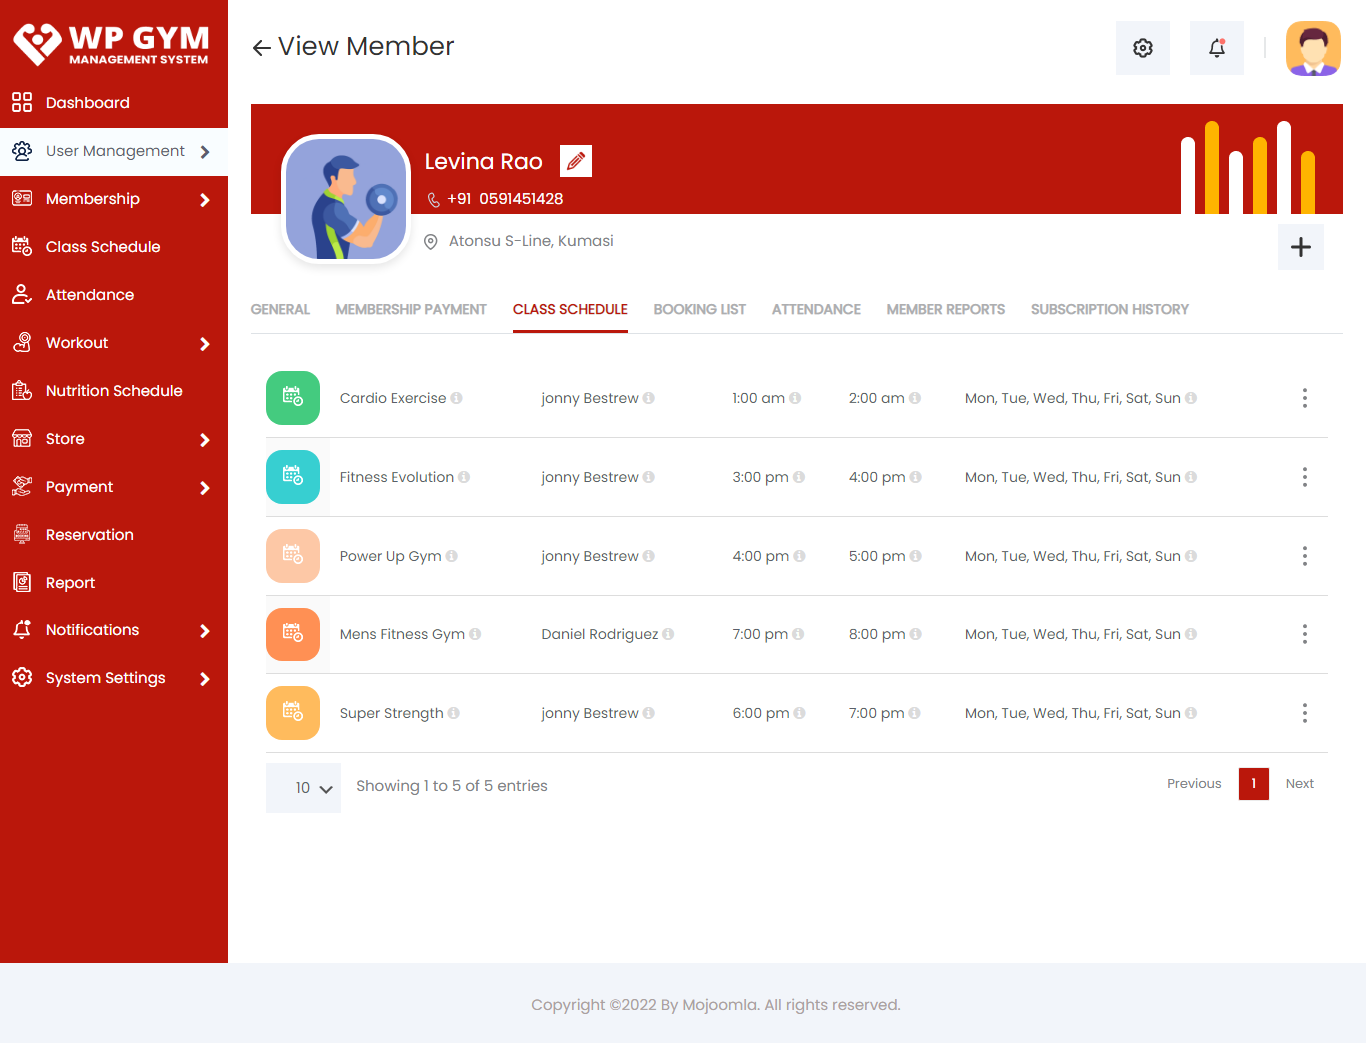 WP GYM
MANAGEMENT SYSTEM
Dashboard
User Management
Membership
Class Schedule
Attendance
Workout
Nutrition Schedule
Store
Payment
Reservation
Report
Notifications
System Settings
View Member
Levina Rao
+91 0591451428
Atonsu S-Line, Kumasi
GENERAL MEMBERSHIP PAYMENT CLASS SCHEDULE BOOKING LIST ATTENDANCE MEMBER REPORTS SUBSCRIPTION HISTORY
Cardio Exercise jonny Bestrew 1:00 am 2:00 am Mon, Tue, Wed, Thu, Fri, Sat, Sun
Fitness Evolution jonny Bestrew 3:00 pm 4:00 pm Mon, Tue, Wed, Thu, Fri, Sat, Sun
Power Up Gym jonny Bestrew 4:00 pm 5:00 pm Mon, Tue, Wed, Thu, Fri, Sat, Sun
Mens Fitness Gym Daniel Rodriguez 7:00 pm 8:00 pm Mon, Tue, Wed, Thu, Fri, Sat, Sun
Super Strength jonny Bestrew 6:00 pm 7:00 pm Mon, Tue, Wed, Thu, Fri, Sat, Sun
10 Showing 1 to 5 of 5 entries Previous 1 Next
Copyright ©2022 By Mojoomla. All rights reserved.